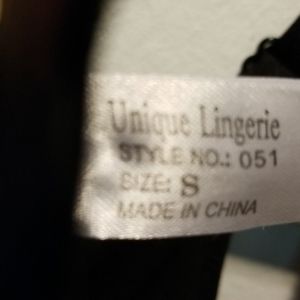 Unique Lingerie
STYLE NO.: 051
SIZE: S
MADE IN CHINA